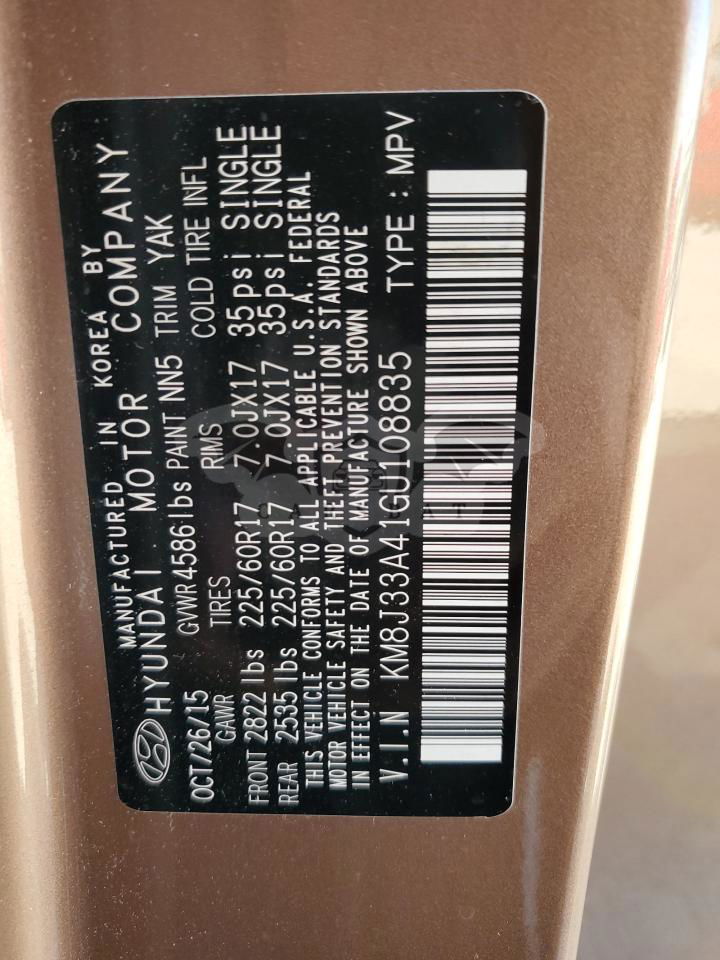 MANUFACTURED IN KOREA BY
HYUNDAI MOTOR COMPANY
OCT/26/15 GVWR4586lbs PAINT NN5 TRIM YAK
GAWR TIRES RIMS COLD TIRE INFL
FRONT 2822 lbs 225/60R17 7.0JX17 35psi SINGLE
REAR 2535 lbs 225/60R17 7.0JX17 35psi SINGLE
THIS VEHICLE CONFORMS TO ALL APPLICABLE U.S.A. FEDERAL
MOTOR VEHICLE SAFETY AND THEFT PREVENTION STANDARDS
IN EFFECT ON THE DATE OF MANUFACTURE SHOWN ABOVE
V.I.N KM8J33A41GU108835 TYPE : MPV